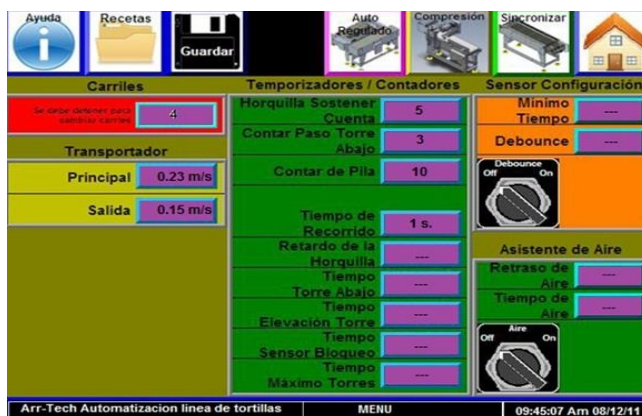 Ayuda
Recetas
Guardar
Auto
Regulado
Compresión
Sincronizar
Carriles
Se debe detener para
cambiar carriles
4
Transportador
Principal 0.23 m/s
Salida 0.15 m/s
Temporizadores / Contadores
Horquilla Sostener
Cuenta
5
Contar Paso Torre
Abajo
3
Contar de Pila 10
Tiempo de
Recorrido
1 s.
Retardo de la
Horquilla
---
Tiempo
Torre Abajo
---
Tiempo
Elevación Torre
---
Tiempo
Sensor Bloqueo
---
Tiempo
Máximo Torres
---
Sensor Configuración
Mínimo
Tiempo
---
Debounce ---
Debounce
Off On
Asistente de Aire
Retraso de
Aire
---
Tiempo de
Aire
---
Aire
Off On
Arr-Tech Automatizacion linea de tortillas MENU 09:45:07 Am 08/12/11